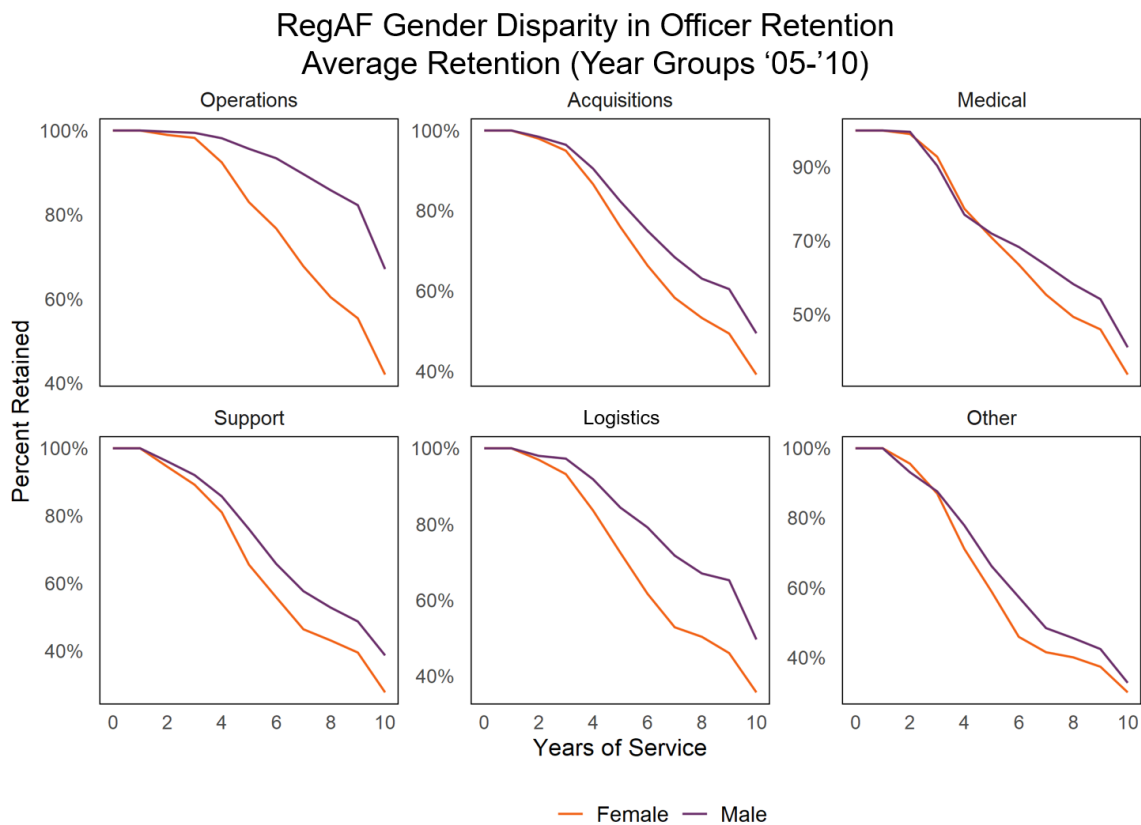 RegAF Gender Disparity in Officer Retention
Average Retention (Year Groups ‘05-’10)
Operations
Acquisitions
Medical
100%
80%
60%
40%
100%
80%
60%
40%
90%
70%
50%
Percent Retained
Support
Logistics
Other
100%
80%
60%
40%
100%
80%
60%
40%
100%
80%
60%
40%
0 2 4 6 8 10
0 2 4 6 8 10
0 2 4 6 8 10
Years of Service
Female Male